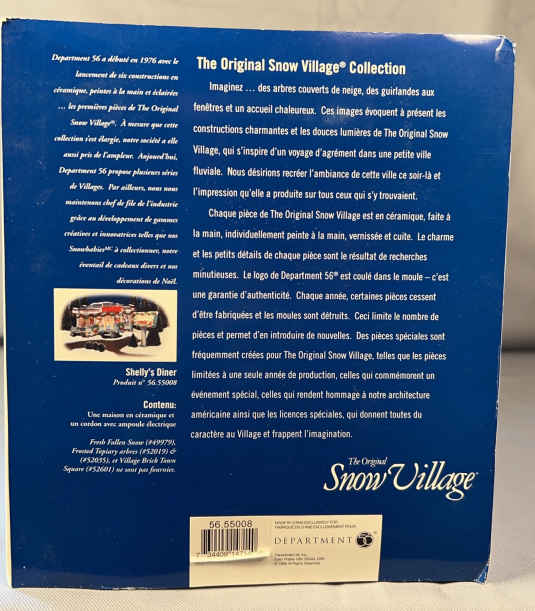 Department 56 a débuté en 1976 avec le
lancement de six constructions en
céramique, peintes à la main et éclairées
… les premières pièces de The Original
Snow Village®. À mesure que cette
collection s'est élargie, notre société a elle
aussi pris de l'ampleur. Aujourd'hui,
Department 56 propose plusieurs séries
de Villages. Par ailleurs, nous nous
maintenons chef de file de l'industrie
grâce au développement de gammes
créatives et innovatrices telles que nos
Snowbabies MC à collectionner, notre
éventail de cadeaux divers et nos
décorations de Noël.
Shelly's Diner
Produit n° 56.55008
Contenu:
Une maison en céramique et
un cordon avec ampoule électrique
Fresh Fallen Snow (#49979),
Frosted Topiary arbres (#52019) &
(#52035), et Village Brick Town
Square (#52601) ne sont pas fournies.
The Original Snow Village® Collection
Imaginez … des arbres couverts de neige, des guirlandes aux
fenêtres et un accueil chaleureux. Ces images évoquent à présent les
constructions charmantes et les douces lumières de The Original Snow
Village, qui s'inspire d'un voyage d'agrément dans une petite ville
fluviale. Nous désirions recréer l'ambiance de cette ville ce soir-là et
l'impression qu'elle a produite sur tous ceux qui s'y trouvaient.
Chaque pièce de The Original Snow Village est en céramique, faite à
la main, individuellement peinte à la main, vernissée et cuite. Le charme
et les petits détails de chaque pièce sont le résultat de recherches
minutieuses. Le logo de Department 56® est coulé dans le moule – c'est
une garantie d'authenticité. Chaque année, certaines pièces cessent
d'être fabriquées et les moules sont détruits. Ceci limite le nombre de
pièces et permet d'en introduire de nouvelles. Des pièces spéciales sont
fréquemment créées pour The Original Snow Village, telles que les pièces
limitées à une seule année de production, celles qui commémorent un
événement spécial, celles qui rendent hommage à notre architecture
américaine ainsi que les licences spéciales, qui donnent toutes du
caractère au Village et frappent l'imagination.
The Original
Snow Village
56.55008
DEPARTMENT 56